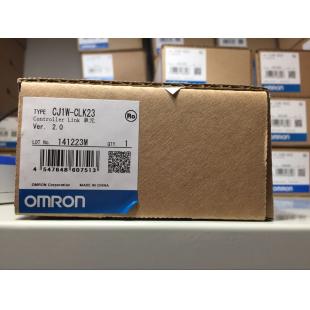 TYPE CJ1W-CLK23
Controller Link 单元
Ver. 2.0
LOT No. 141223M QTY 1
4 547648 607513
OMRON Corporation MADE IN CHINA
OMRON